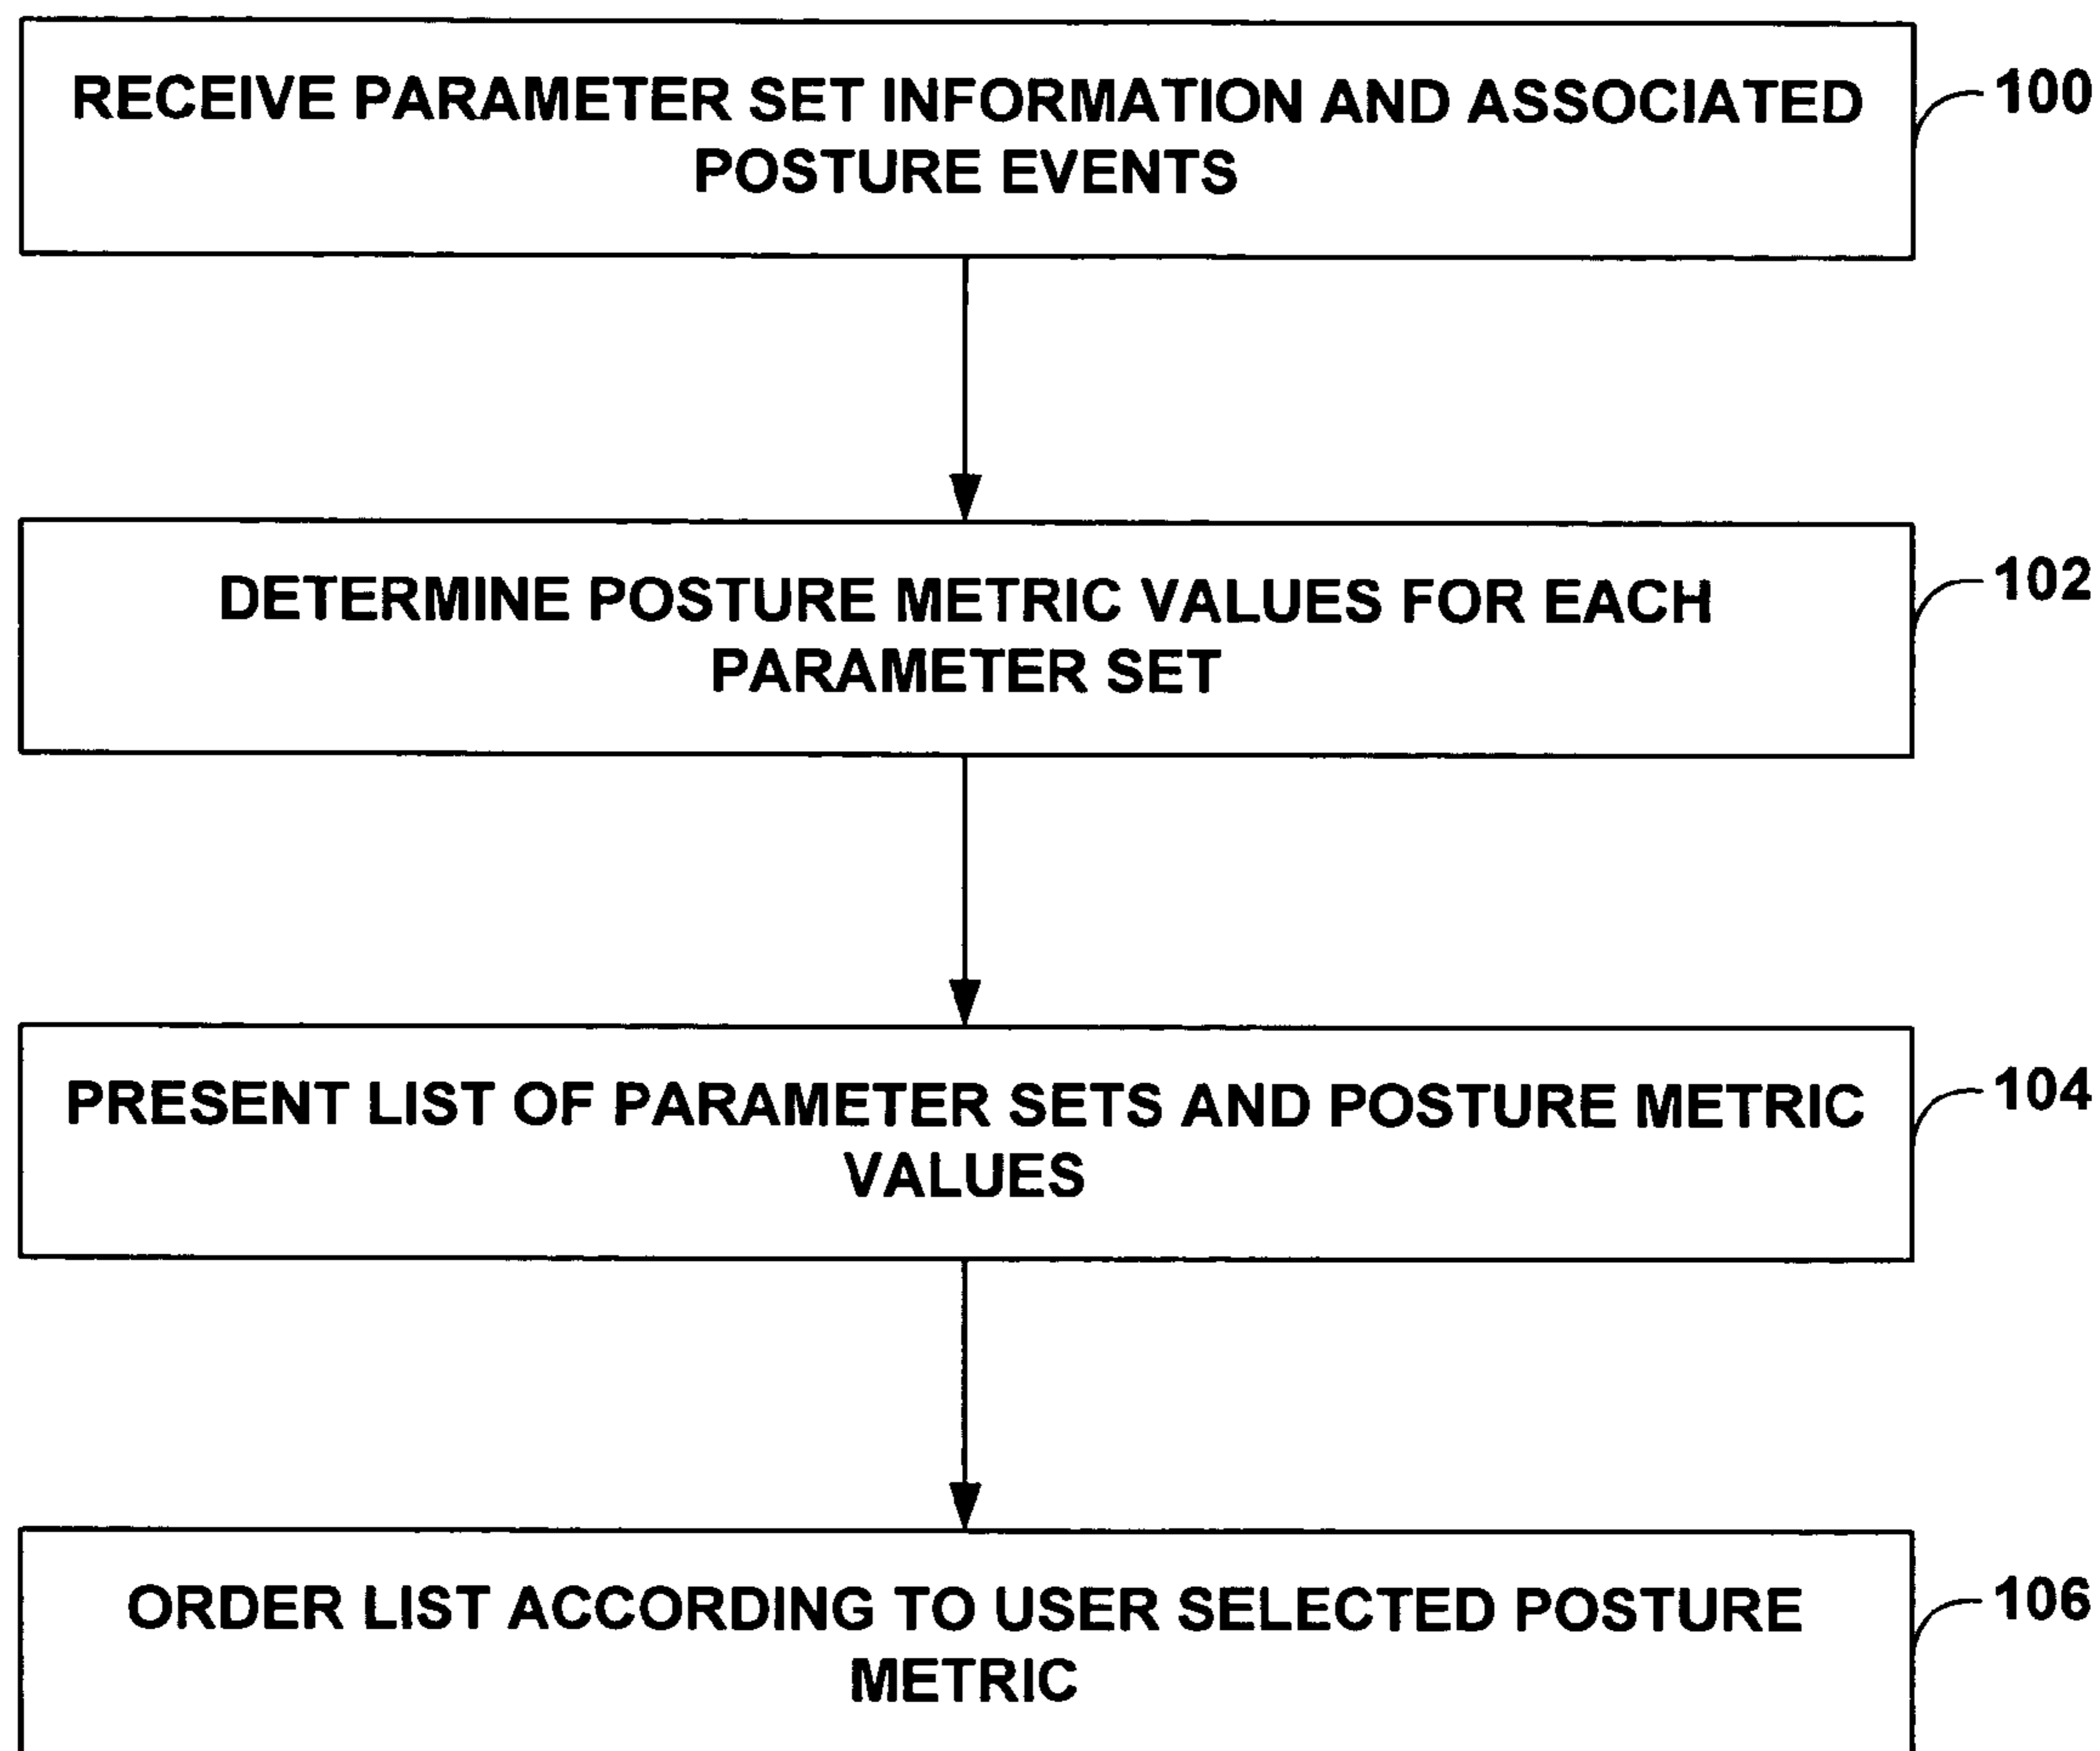 RECEIVE PARAMETER SET INFORMATION AND ASSOCIATED
POSTURE EVENTS
100
DETERMINE POSTURE METRIC VALUES FOR EACH
PARAMETER SET
102
PRESENT LIST OF PARAMETER SETS AND POSTURE METRIC
VALUES
104
ORDER LIST ACCORDING TO USER SELECTED POSTURE
METRIC
106